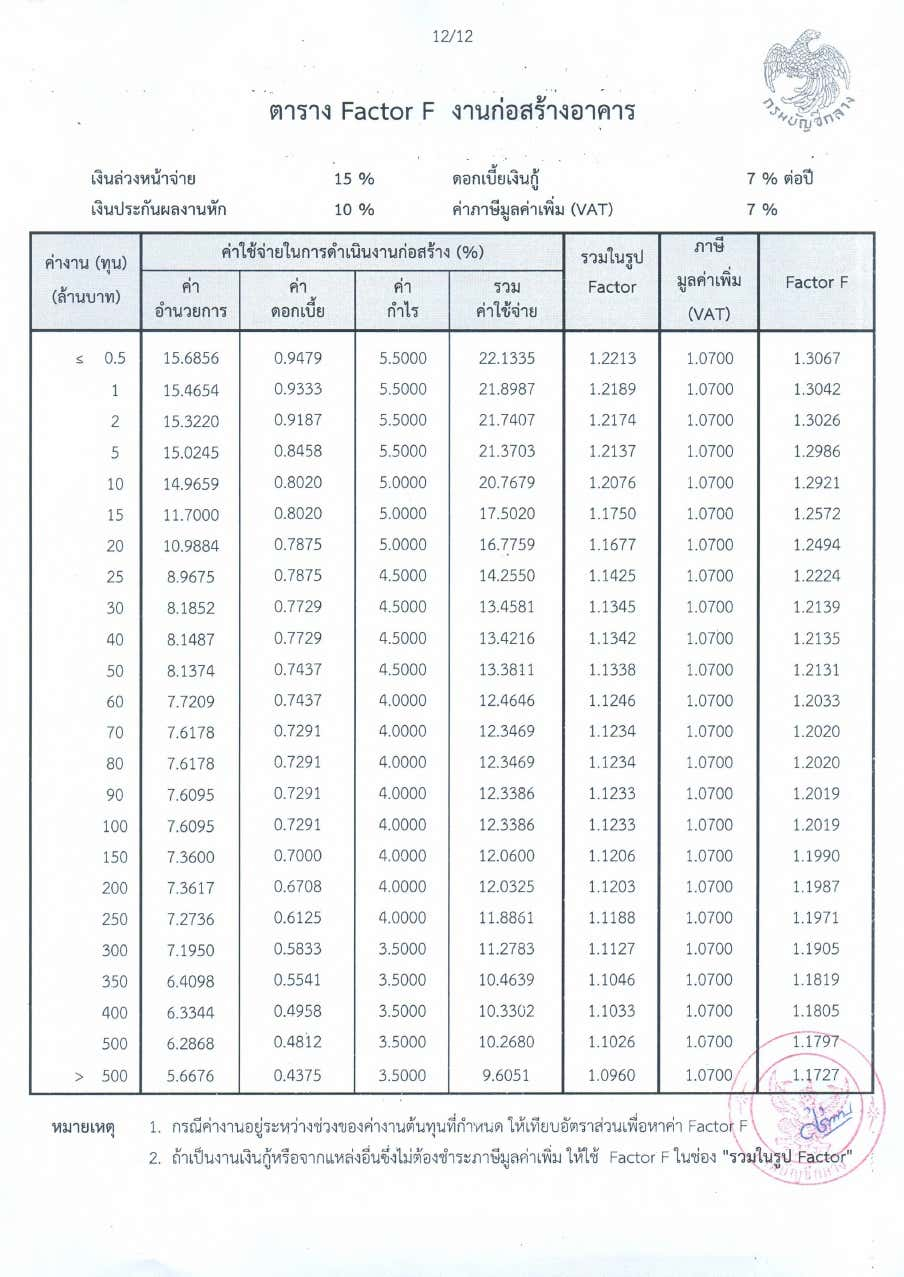 12/12
กรมบัญชีกลาง
ตาราง Factor F งานก่อสร้างอาคาร
เงินล่วงหน้าจ่าย 15 % ดอกเบี้ยเงินกู้ 7 % ต่อปี
เงินประกันผลงานหัก 10 % ค่าภาษีมูลค่าเพิ่ม (VAT) 7 %
ค่างาน (ทุน) (ล้านบาท) ค่าใช้จ่ายในการดำเนินงานก่อสร้าง (%) รวมในรูป Factor ภาษี มูลค่าเพิ่ม (VAT) Factor F
ค่า อำนวยการ ค่า ดอกเบี้ย ค่า กำไร รวม ค่าใช้จ่าย
≤ 0.5 15.6856 0.9479 5.5000 22.1335 1.2213 1.0700 1.3067
1 15.4654 0.9333 5.5000 21.8987 1.2189 1.0700 1.3042
2 15.3220 0.9187 5.5000 21.7407 1.2174 1.0700 1.3026
5 15.0245 0.8458 5.5000 21.3703 1.2137 1.0700 1.2986
10 14.9659 0.8020 5.0000 20.7679 1.2076 1.0700 1.2921
15 11.7000 0.8020 5.0000 17.5020 1.1750 1.0700 1.2572
20 10.9884 0.7875 5.0000 16.7759 1.1677 1.0700 1.2494
25 8.9675 0.7875 4.5000 14.2550 1.1425 1.0700 1.2224
30 8.1852 0.7729 4.5000 13.4581 1.1345 1.0700 1.2139
40 8.1487 0.7729 4.5000 13.4216 1.1342 1.0700 1.2135
50 8.1374 0.7437 4.5000 13.3811 1.1338 1.0700 1.2131
60 7.7209 0.7437 4.0000 12.4646 1.1246 1.0700 1.2033
70 7.6178 0.7291 4.0000 12.3469 1.1234 1.0700 1.2020
80 7.6178 0.7291 4.0000 12.3469 1.1234 1.0700 1.2020
90 7.6095 0.7291 4.0000 12.3386 1.1233 1.0700 1.2019
100 7.6095 0.7291 4.0000 12.3386 1.1233 1.0700 1.2019
150 7.3600 0.7000 4.0000 12.0600 1.1206 1.0700 1.1990
200 7.3617 0.6708 4.0000 12.0325 1.1203 1.0700 1.1987
250 7.2736 0.6125 4.0000 11.8861 1.1188 1.0700 1.1971
300 7.1950 0.5833 3.5000 11.2783 1.1127 1.0700 1.1905
350 6.4098 0.5541 3.5000 10.4639 1.1046 1.0700 1.1819
400 6.3344 0.4958 3.5000 10.3302 1.1033 1.0700 1.1805
500 6.2868 0.4812 3.5000 10.2680 1.1026 1.0700 1.1797
> 500 5.6676 0.4375 3.5000 9.6051 1.0960 1.0700 1.1727
หมายเหตุ 1. กรณีค่างานอยู่ระหว่างช่วงของค่างานต้นทุนที่กำหนด ให้เทียบอัตราส่วนเพื่อหาค่า Factor F
2. ถ้าเป็นงานเงินกู้หรือจากแหล่งอื่นซึ่งไม่ต้องชำระภาษีมูลค่าเพิ่ม ให้ใช้ Factor F ในช่อง "รวมในรูป Factor"
กรมบัญชีกลาง